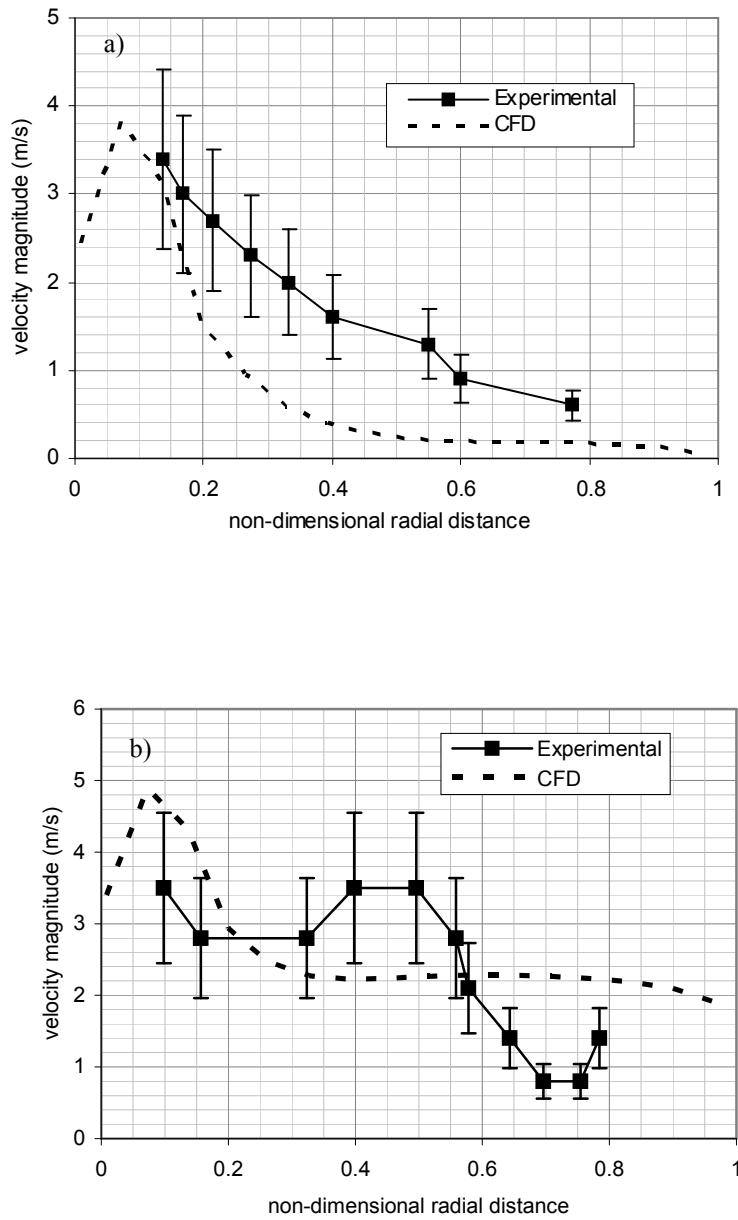 a)
5
4
3
2
1
0
velocity magnitude (m/s)
Experimental
CFD
0 0.2 0.4 0.6 0.8 1
non-dimensional radial distance
b)
6
5
4
3
2
1
0
velocity magnitude (m/s)
Experimental
CFD
0 0.2 0.4 0.6 0.8 1
non-dimensional radial distance